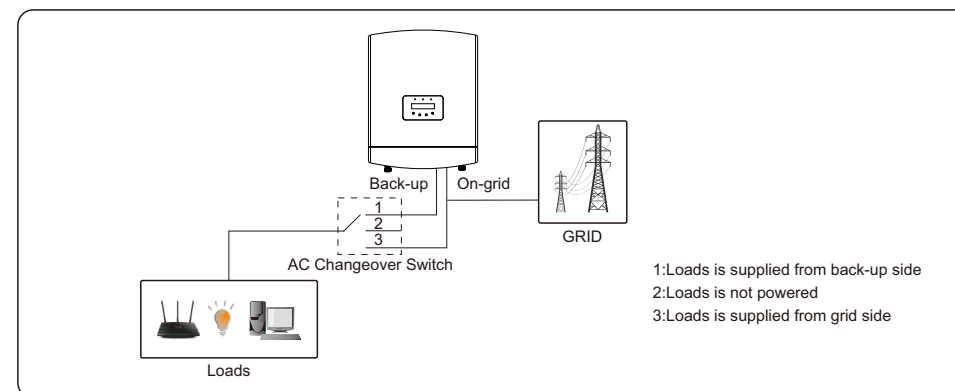 Back-up On-grid
1
2
3
AC Changeover Switch
GRID
1:Loads is supplied from back-up side
2:Loads is not powered
3:Loads is supplied from grid side
Loads